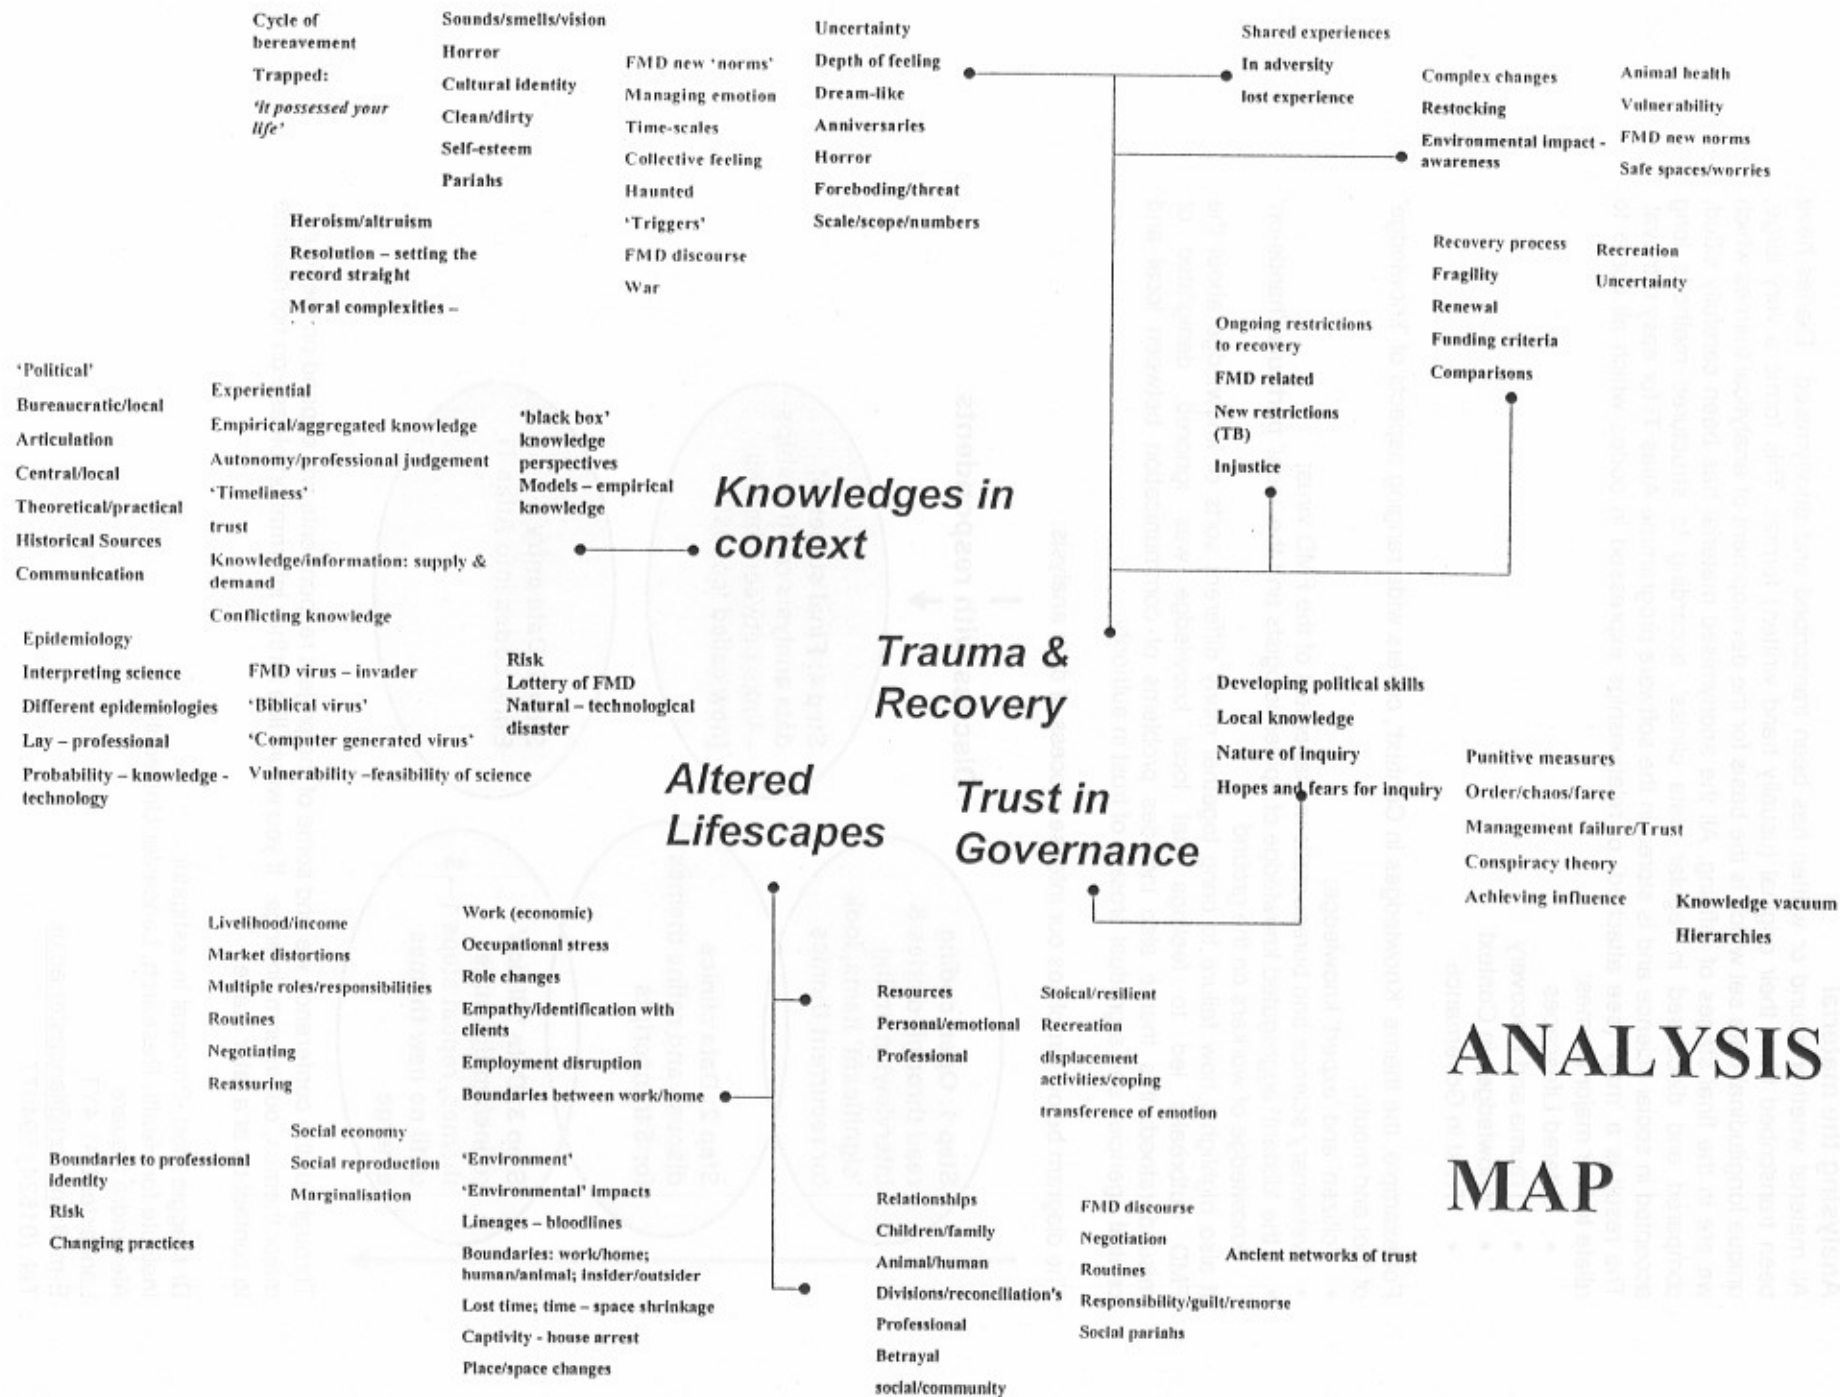 Cycle of
bereavement
Trapped:
‘it possessed your
life’
Sounds/smells/vision
Horror
Cultural identity
Clean/dirty
Self-esteem
Pariahs
FMD new ‘norms’
Managing emotion
Time-scales
Collective feeling
Haunted
‘Triggers’
FMD discourse
War
Uncertainty
Depth of feeling
Dream-like
Anniversaries
Horror
Foreboding/threat
Scale/scope/numbers
Heroism/altruism
Resolution – setting the
record straight
Moral complexities –
Shared experiences
In adversity
lost experience
Complex changes
Restocking
Environmental impact -
awareness
Animal health
Vulnerability
FMD new norms
Safe spaces/worries
Recovery process
Fragility
Renewal
Funding criteria
Comparisons
Recreation
Uncertainty
Ongoing restrictions
to recovery
FMD related
New restrictions
(TB)
Injustice
‘Political’
Bureaucratic/local
Articulation
Central/local
Theoretical/practical
Historical Sources
Communication
Experiential
Empirical/aggregated knowledge
Autonomy/professional judgement
‘Timeliness’
trust
Knowledge/information: supply &
demand
Conflicting knowledge
‘black box’
knowledge
perspectives
Models – empirical
knowledge
Knowledges in
context
Epidemiology
Interpreting science
Different epidemiologies
Lay – professional
Probability – knowledge -
technology
FMD virus – invader
‘Biblical virus’
‘Computer generated virus’
Vulnerability –feasibility of science
Risk
Lottery of FMD
Natural – technological
disaster
Trauma &
Recovery
Altered
Lifescapes
Trust in
Governance
Developing political skills
Local knowledge
Nature of inquiry
Hopes and fears for inquiry
Punitive measures
Order/chaos/farce
Management failure/Trust
Conspiracy theory
Achieving influence
Knowledge vacuum
Hierarchies
Livelihood/income
Market distortions
Multiple roles/responsibilities
Routines
Negotiating
Reassuring
Work (economic)
Occupational stress
Role changes
Empathy/identification with
clients
Employment disruption
Boundaries between work/home
Resources
Personal/emotional
Professional
Stoical/resilient
Recreation
displacement
activities/coping
transference of emotion
Social economy
Social reproduction
Marginalisation
Boundaries to professional
identity
Risk
Changing practices
‘Environment’
‘Environmental’ impacts
Lineages – bloodlines
Boundaries: work/home;
human/animal; insider/outsider
Lost time; time – space shrinkage
Captivity - house arrest
Place/space changes
Relationships
Children/family
Animal/human
Divisions/reconciliation's
Professional
Betrayal
social/community
FMD discourse
Negotiation
Routines
Responsibility/guilt/remorse
Social pariahs
Ancient networks of trust
ANALYSIS
MAP